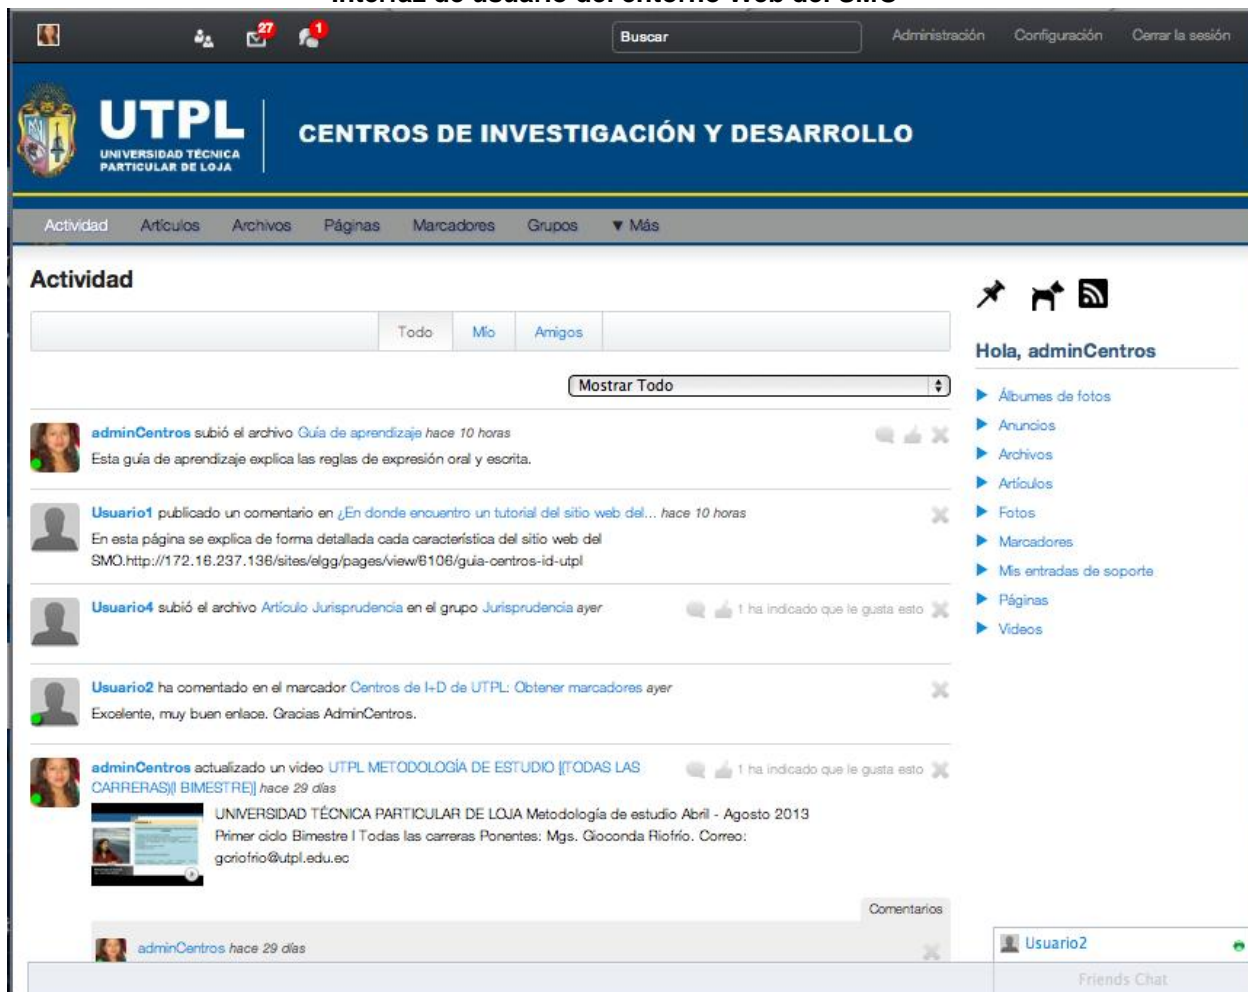 Interfaz de usuario del entorno Web del SMO
27
1
Buscar
Administración
Configuración
Cerrar la sesión
UTPL
UNIVERSIDAD TÉCNICA
PARTICULAR DE LOJA
CENTROS DE INVESTIGACIÓN Y DESARROLLO
Actividad
Artículos
Archivos
Páginas
Marcadores
Grupos
▼ Más
Actividad
Todo
Mío
Amigos
Mostrar Todo
adminCentros subió el archivo Guía de aprendizaje hace 10 horas
Esta guía de aprendizaje explica las reglas de expresión oral y escrita.
Usuario1 publicado un comentario en ¿En donde encuentro un tutorial del sitio web del... hace 10 horas
En esta página se explica de forma detallada cada característica del sitio web del
SMO.http://172.16.237.136/sites/elgg/pages/view/6106/guia-centros-id-utpl
Usuario4 subió el archivo Artículo Jurisprudencia en el grupo Jurisprudencia ayer
1 ha indicado que le gusta esto
Usuario2 ha comentado en el marcador Centros de I+D de UTPL: Obtener marcadores ayer
Excelente, muy buen enlace. Gracias AdminCentros.
adminCentros actualizado un video UTPL METODOLOGÍA DE ESTUDIO [(TODAS LAS
CARRERAS)(I BIMESTRE)] hace 29 días
1 ha indicado que le gusta esto
UNIVERSIDAD TÉCNICA PARTICULAR DE LOJA Metodología de estudio Abril - Agosto 2013
Primer ciclo Bimestre I Todas las carreras Ponentes: Mgs. Gioconda Riofrío. Correo:
gcriofrio@utpl.edu.ec
Comentarios
adminCentros hace 29 días
Hola, adminCentros
Álbumes de fotos
Anuncios
Archivos
Artículos
Fotos
Marcadores
Mis entradas de soporte
Páginas
Videos
Usuario2
Friends Chat